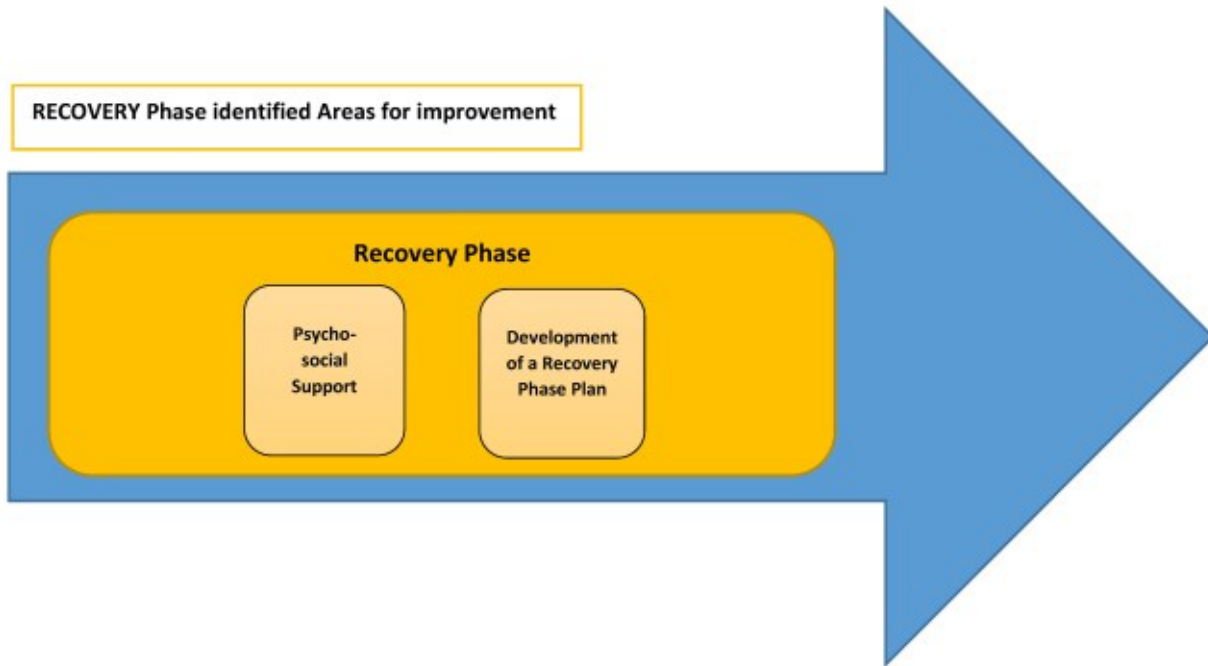 RECOVERY Phase identified Areas for improvement
Recovery Phase
Psycho-
social
Support
Development
of a Recovery
Phase Plan